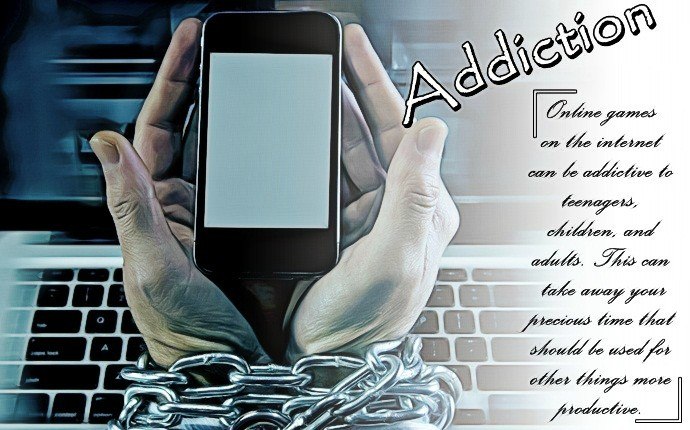 Addiction
Online games
on the internet
can be addictive to
teenagers,
children, and
adults. This can
take away your
precious time that
should be used for
other things more
productive.